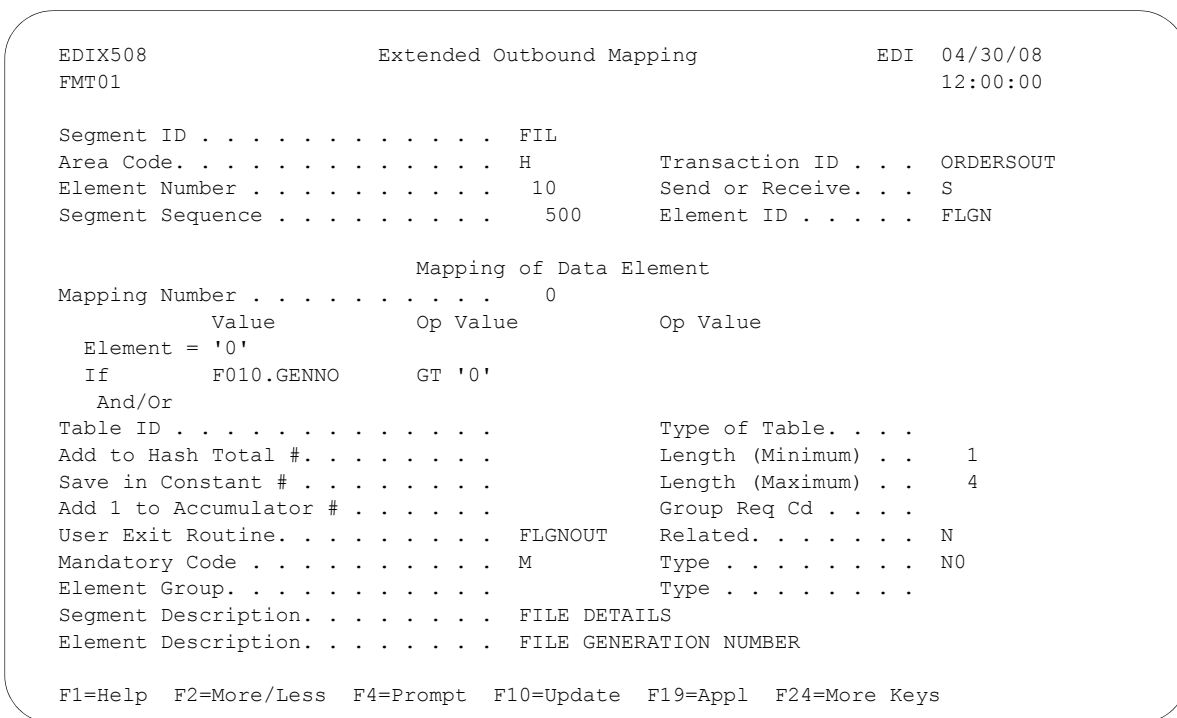 EDIX508 Extended Outbound Mapping EDI 04/30/08
FMT01 12:00:00
Segment ID . . . . . . . . . . . . . FIL
Area Code. . . . . . . . . . . . . . H Transaction ID . . . ORDERSOUT
Element Number . . . . . . . . . . . 10 Send or Receive. . . S
Segment Sequence . . . . . . . . . 500 Element ID . . . . . FLGN
Mapping of Data Element
Mapping Number . . . . . . . . . . 0
Value Op Value Op Value
Element = '0'
If F010.GENNO GT '0'
And/Or
Table ID . . . . . . . . . . . . . Type of Table. . . .
Add to Hash Total #. . . . . . . . Length (Minimum) . . 1
Save in Constant # . . . . . . . . Length (Maximum) . . 4
Add 1 to Accumulator # . . . . . . Group Req Cd . . . .
User Exit Routine. . . . . . . . . FLGNOUT Related. . . . . . . N
Mandatory Code . . . . . . . . . . M Type . . . . . . . . N0
Element Group. . . . . . . . . . . Type . . . . . . . .
Segment Description. . . . . . . . FILE DETAILS
Element Description. . . . . . . . FILE GENERATION NUMBER
F1=Help F2=More/Less F4=Prompt F10=Update F19=Appl F24=More Keys